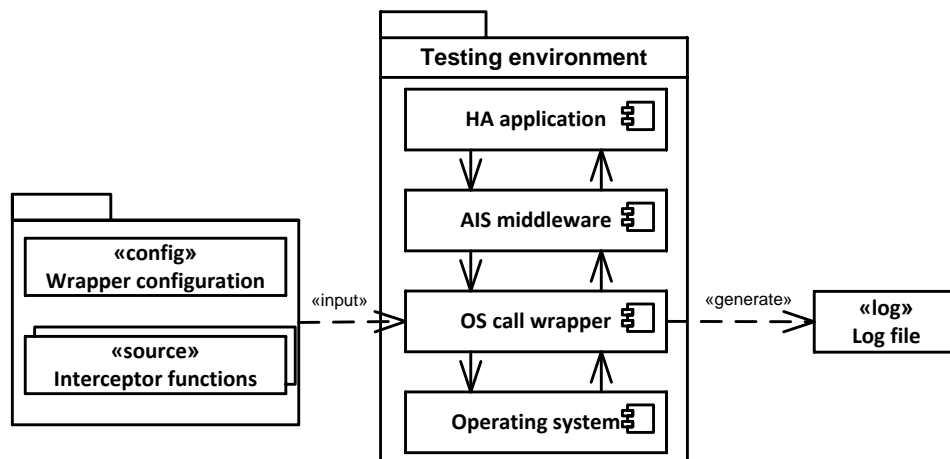 Testing environment
HA application
AIS middleware
OS call wrapper
Operating system
«config»
Wrapper configuration
«source»
Interceptor functions
«input»
«generate»
«log»
Log file